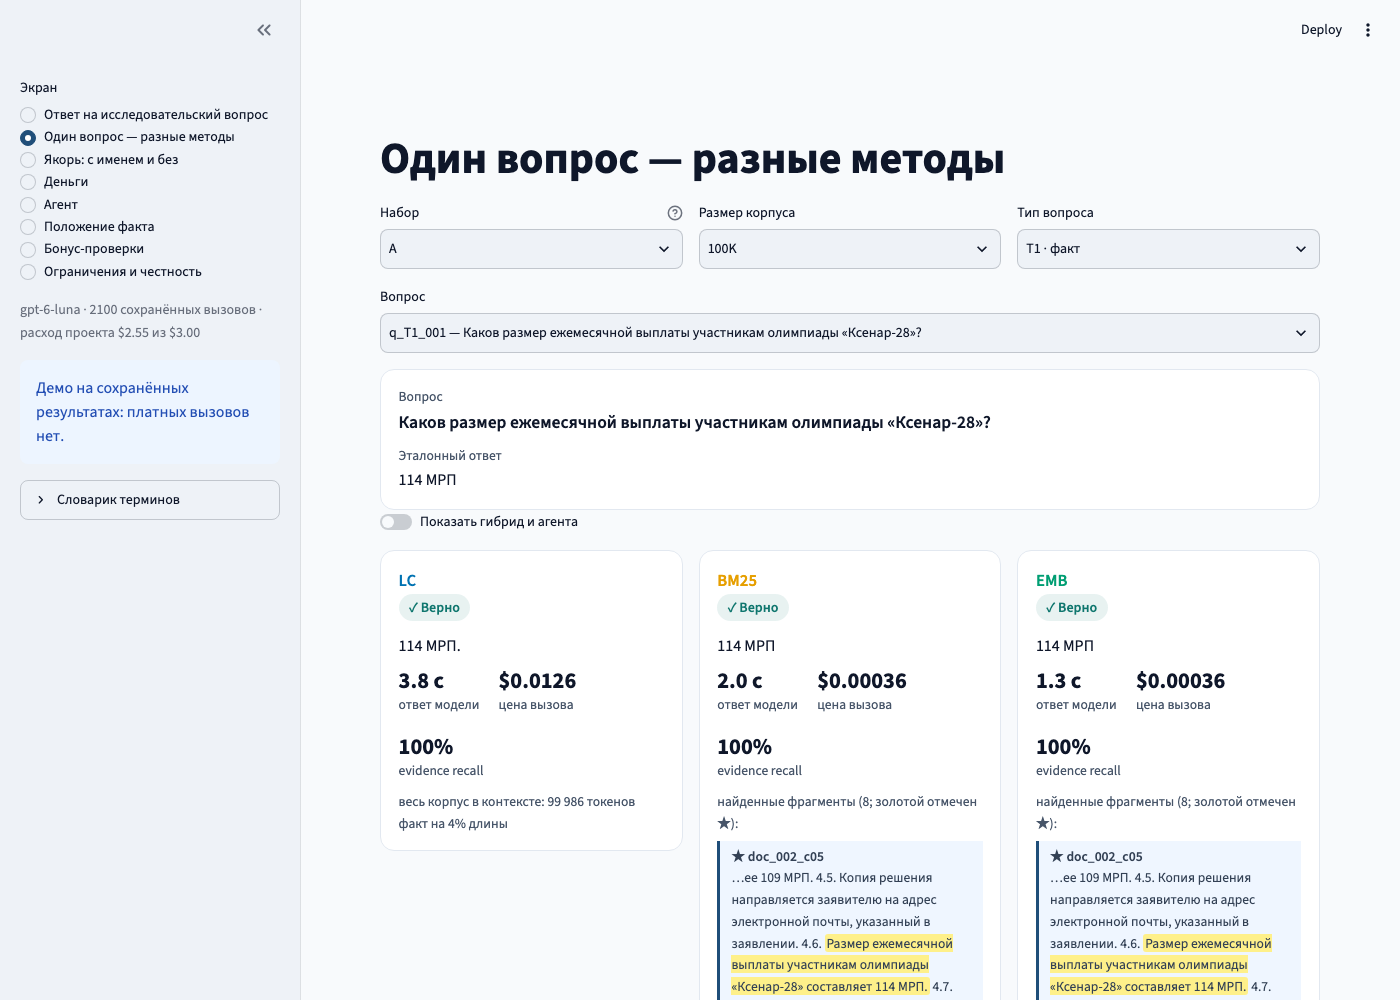 Deploy
Экран
Ответ на исследовательский вопрос
Один вопрос — разные методы
Якорь: с именем и без
Деньги
Агент
Положение факта
Бонус-проверки
Ограничения и честность
gpt-6-luna · 2100 сохранённых вызовов ·
расход проекта $2.55 из $3.00
Демо на сохранённых
результатах: платных вызовов
нет.
Словарик терминов
Один вопрос — разные методы
Набор
Размер корпуса
Тип вопроса
A
100K
T1 · факт
Вопрос
q_T1_001 — Каков размер ежемесячной выплаты участникам олимпиады «Ксенар-28»?
Вопрос
Каков размер ежемесячной выплаты участникам олимпиады «Ксенар-28»?
Эталонный ответ
114 МРП
Показать гибрид и агента
LC
✓ Верно
114 МРП.
3.8 с $0.0126
ответ модели цена вызова
100%
evidence recall
весь корпус в контексте: 99 986 токенов
факт на 4% длины
BM25
✓ Верно
114 МРП
2.0 с $0.00036
ответ модели цена вызова
100%
evidence recall
найденные фрагменты (8; золотой отмечен
★):
★ doc_002_c05
…ее 109 МРП. 4.5. Копия решения
направляется заявителю на адрес
электронной почты, указанный в
заявлении. 4.6. Размер ежемесячной
выплаты участникам олимпиады
«Ксенар-28» составляет 114 МРП. 4.7.
EMB
✓ Верно
114 МРП
1.3 с $0.00036
ответ модели цена вызова
100%
evidence recall
найденные фрагменты (8; золотой отмечен
★):
★ doc_002_c05
…ее 109 МРП. 4.5. Копия решения
направляется заявителю на адрес
электронной почты, указанный в
заявлении. 4.6. Размер ежемесячной
выплаты участникам олимпиады
«Ксенар-28» составляет 114 МРП. 4.7.